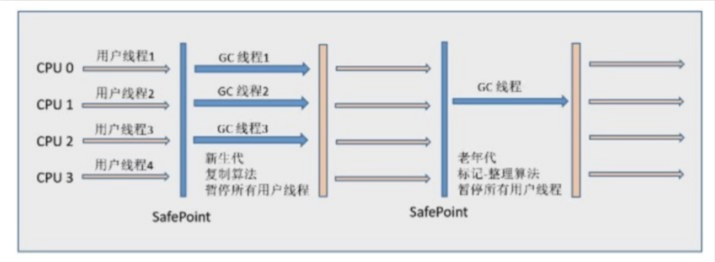 CPU 0
用户线程1
GC 线程1
CPU 1
用户线程2
GC 线程2
GC 线程
CPU 2
用户线程3
GC 线程3
CPU 3
用户线程4
新生代
复制算法
暂停所有用户线程
老年代
标记-整理算法
暂停所有用户线程
SafePoint
SafePoint